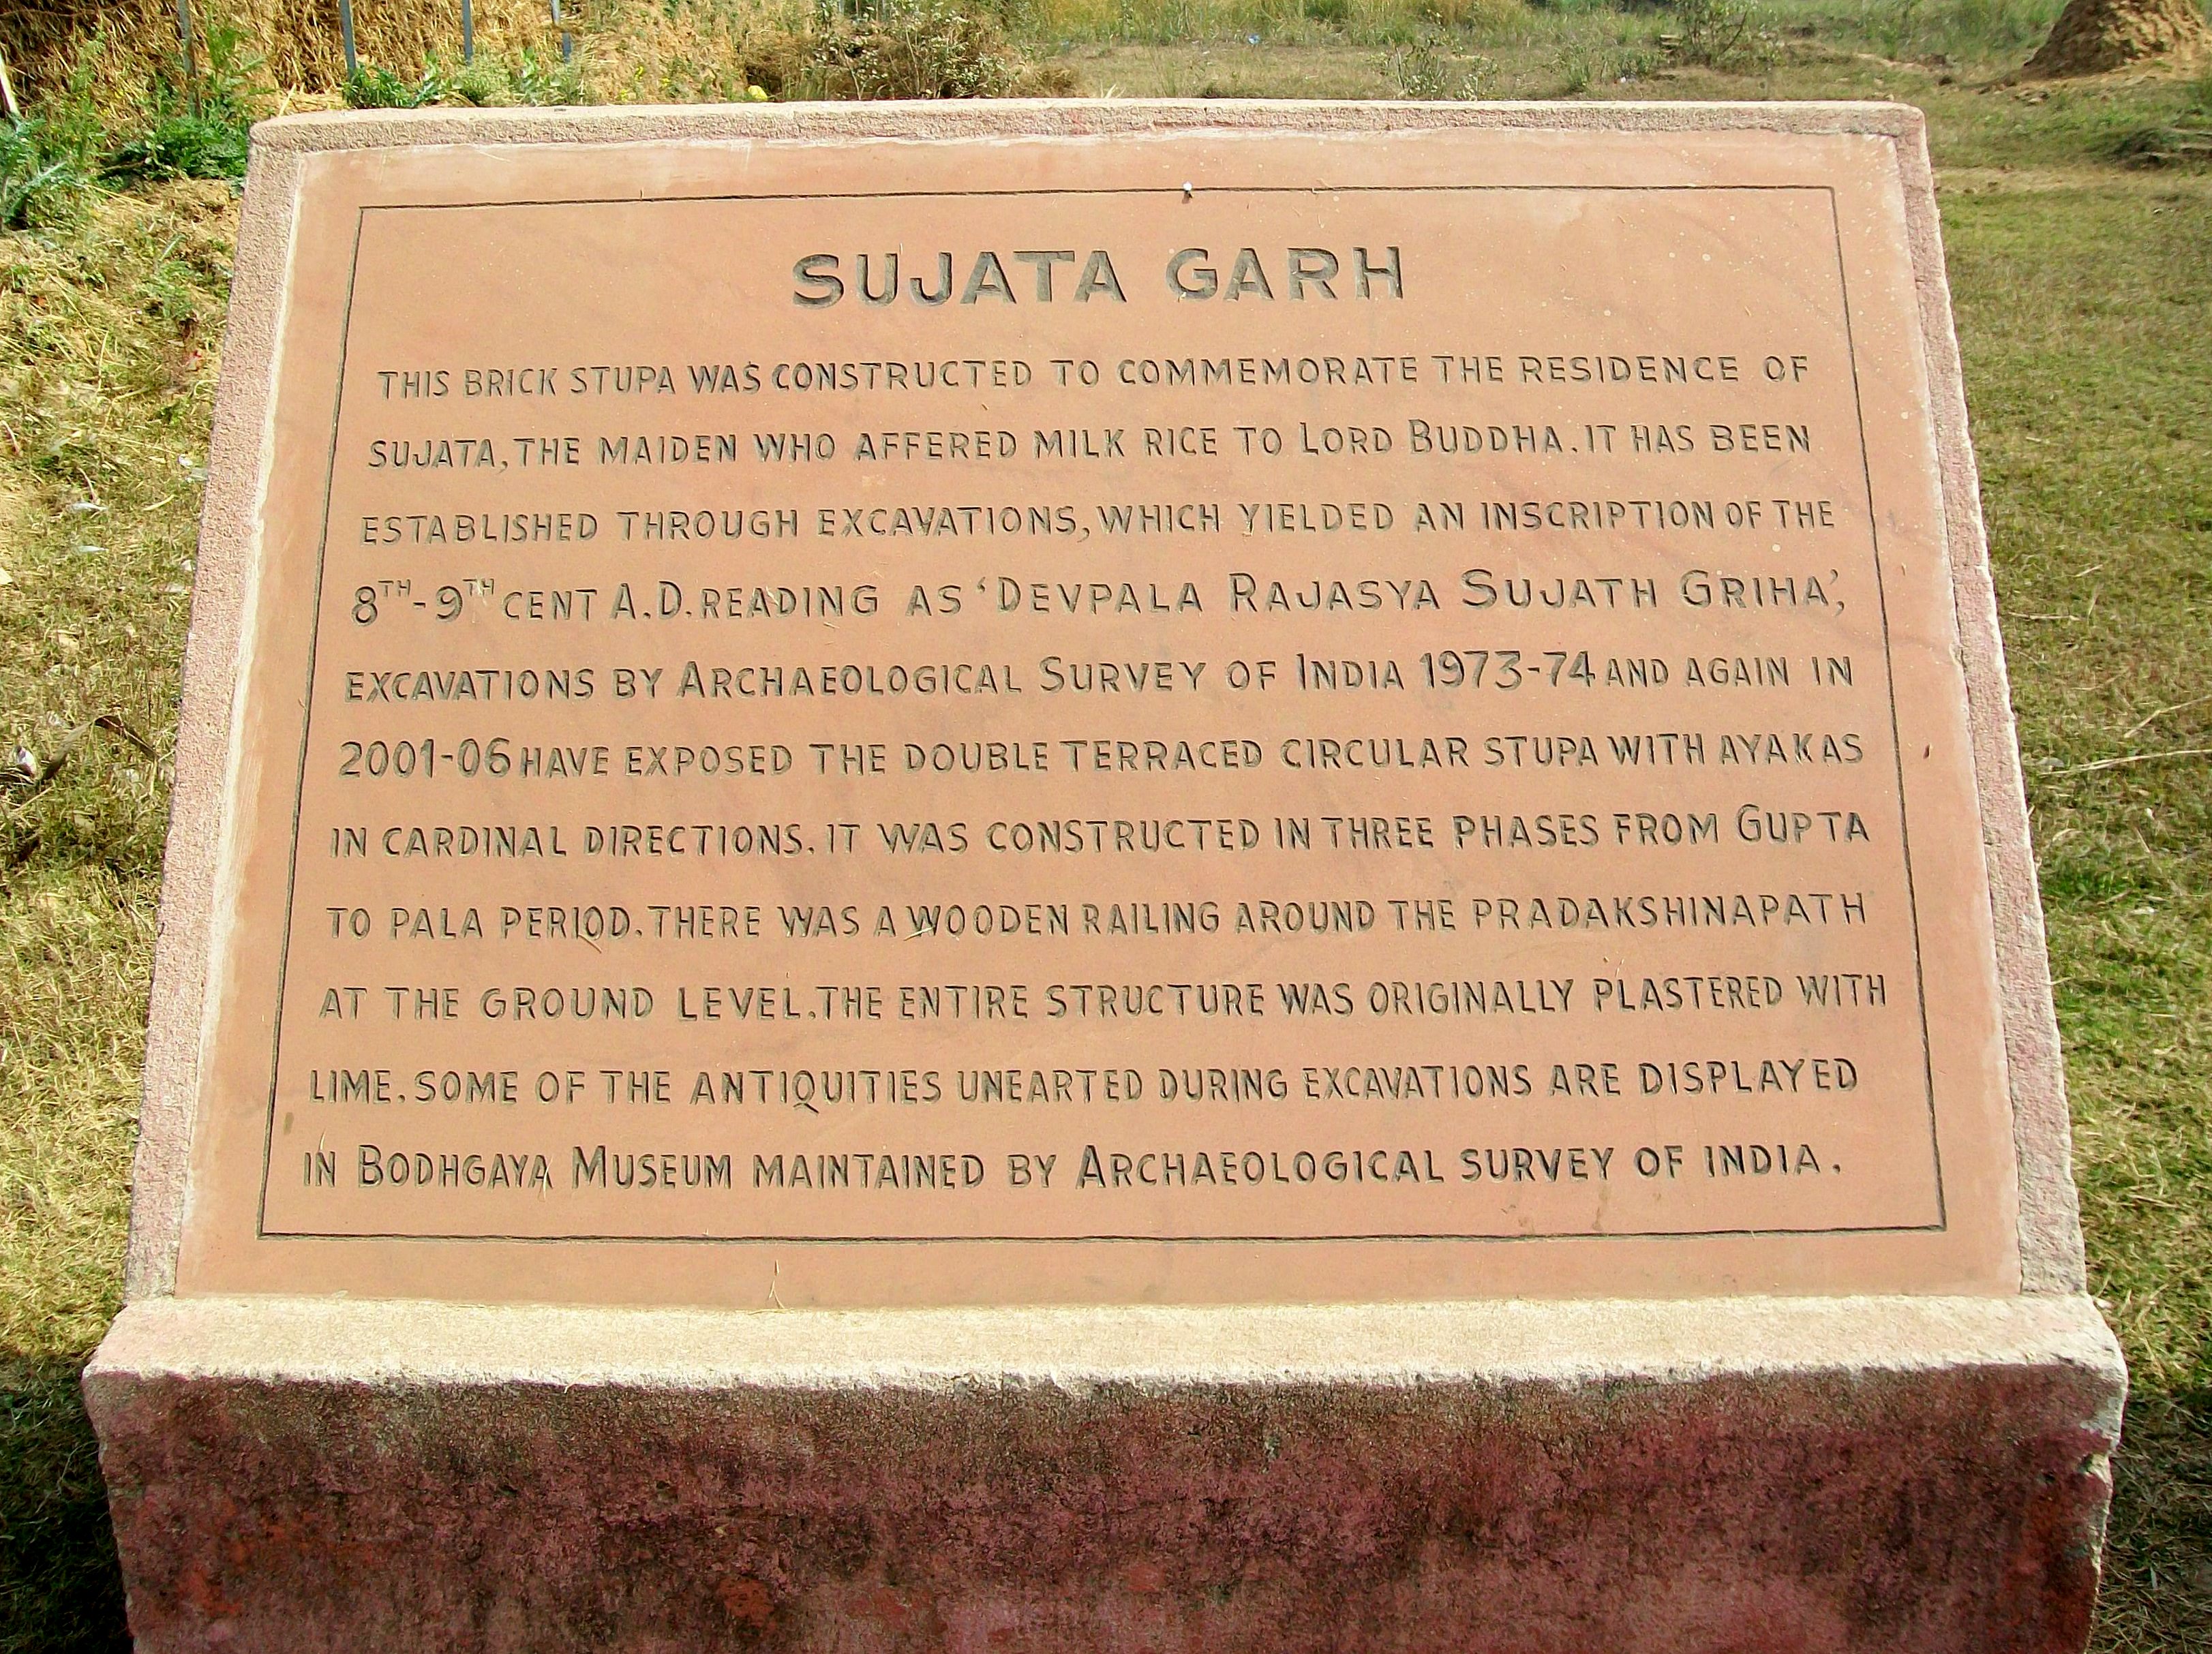 SUJATA GARH
THIS BRICK STUPA WAS CONSTRUCTED TO COMMEMORATE THE RESIDENCE OF
SUJATA, THE MAIDEN WHO AFFERED MILK RICE TO LORD BUDDHA. IT HAS BEEN
ESTABLISHED THROUGH EXCAVATIONS, WHICH YIELDED AN INSCRIPTION OF THE
8TH-9TH CENT A.D. READING AS 'DEVPALA RAJASYA SUJATH GRIHA',
EXCAVATIONS BY ARCHAEOLOGICAL SURVEY OF INDIA 1973-74 AND AGAIN IN
2001-06 HAVE EXPOSED THE DOUBLE TERRACED CIRCULAR STUPA WITH AYAKAS
IN CARDINAL DIRECTIONS. IT WAS CONSTRUCTED IN THREE PHASES FROM GUPTA
TO PALA PERIOD. THERE WAS A WOODEN RAILING AROUND THE PRADAKSHINAPATH
AT THE GROUND LEVEL. THE ENTIRE STRUCTURE WAS ORIGINALLY PLASTERED WITH
LIME. SOME OF THE ANTIQUITIES UNEARTED DURING EXCAVATIONS ARE DISPLAYED
IN BODHGAYA MUSEUM MAINTAINED BY ARCHAEOLOGICAL SURVEY OF INDIA.